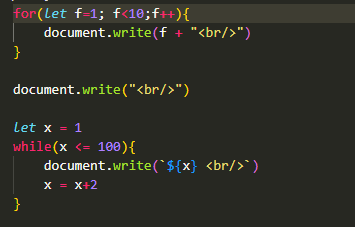 for(let f=1; f<10;f++){
    document.write(f + "<br/>")
}
document.write("<br/>")
let x = 1
while(x <= 100){
    document.write(`${x} <br/>`)
    x = x+2
}